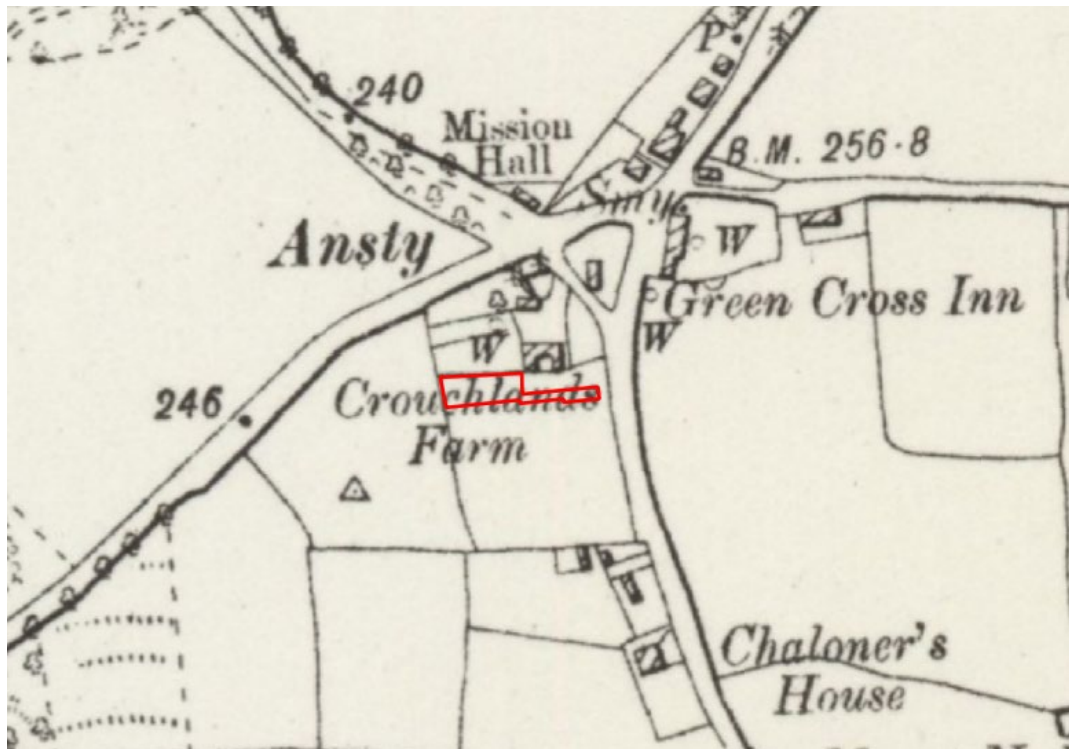 P
240
Mission
Hall
B.M. 256·8
Smy.
Ansty
W
Green Cross Inn
W
W
246
Crouchlands
Farm
Chaloner's
House